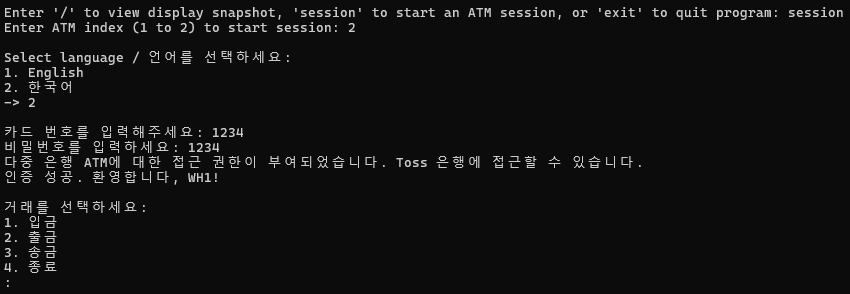 Enter '/' to view display snapshot, 'session' to start an ATM session, or 'exit' to quit program: session
Enter ATM index (1 to 2) to start session: 2
Select language / 언어를 선택하세요:
1. English
2. 한국어
-> 2
카드 번호를 입력해주세요: 1234
비밀번호를 입력하세요: 1234
다중 은행 ATM에 대한 접근 권한이 부여되었습니다. Toss 은행에 접근할 수 있습니다.
인증 성공. 환영합니다, WH1!
거래를 선택하세요:
1. 입금
2. 출금
3. 송금
4. 종료
: